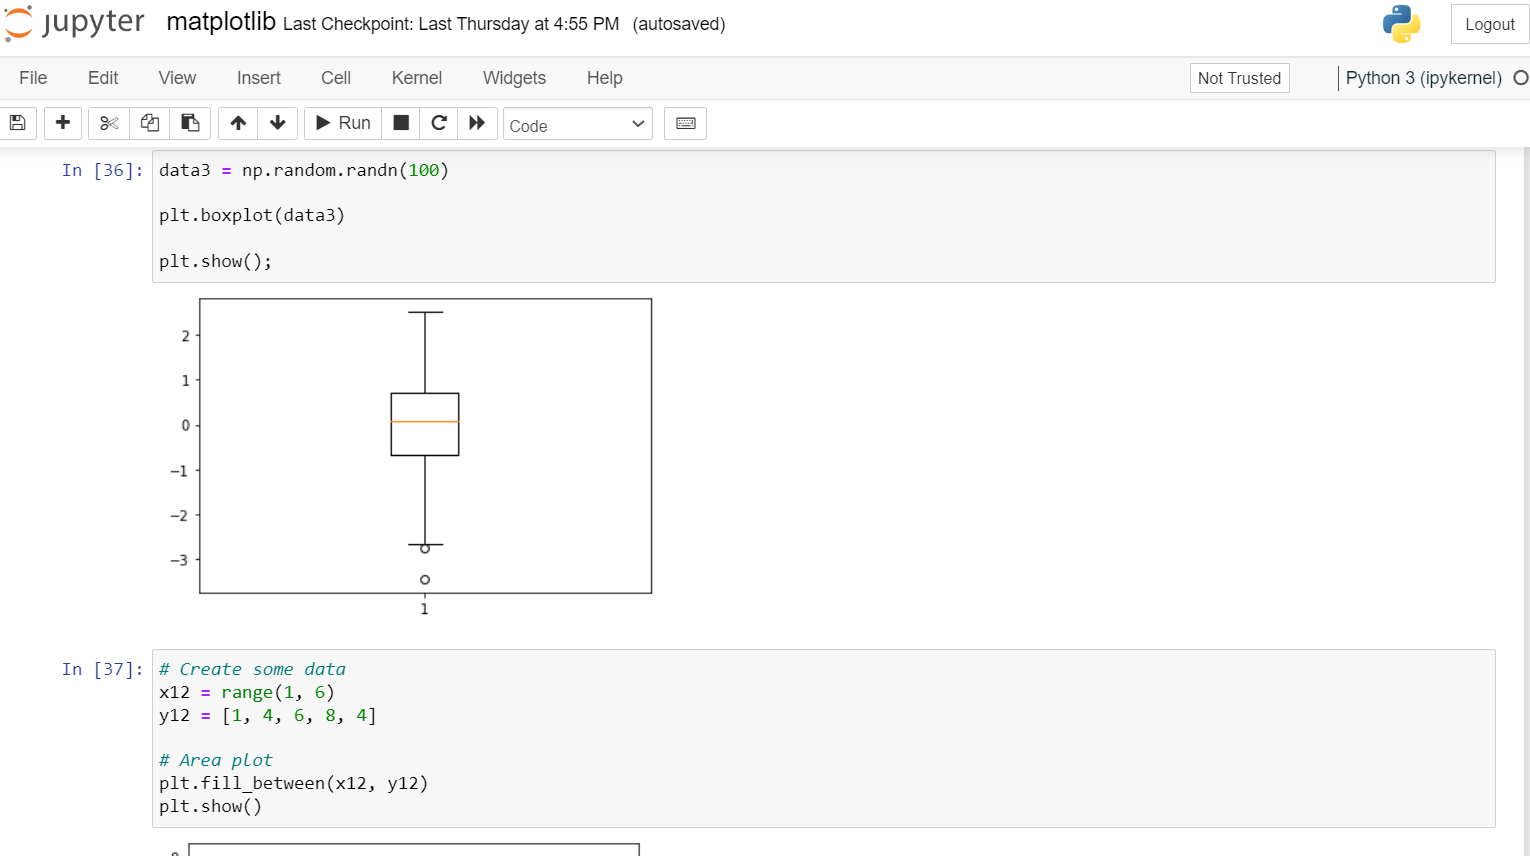 jupyter matplotlib Last Checkpoint: Last Thursday at 4:55 PM (autosaved) Logout
File Edit View Insert Cell Kernel Widgets Help Not Trusted Python 3 (ipykernel)
Run Code
In [36]: data3 = np.random.randn(100)
plt.boxplot(data3)
plt.show();
2
1
0
−1
−2
−3
1
In [37]: # Create some data
x12 = range(1, 6)
y12 = [1, 4, 6, 8, 4]
# Area plot
plt.fill_between(x12, y12)
plt.show()